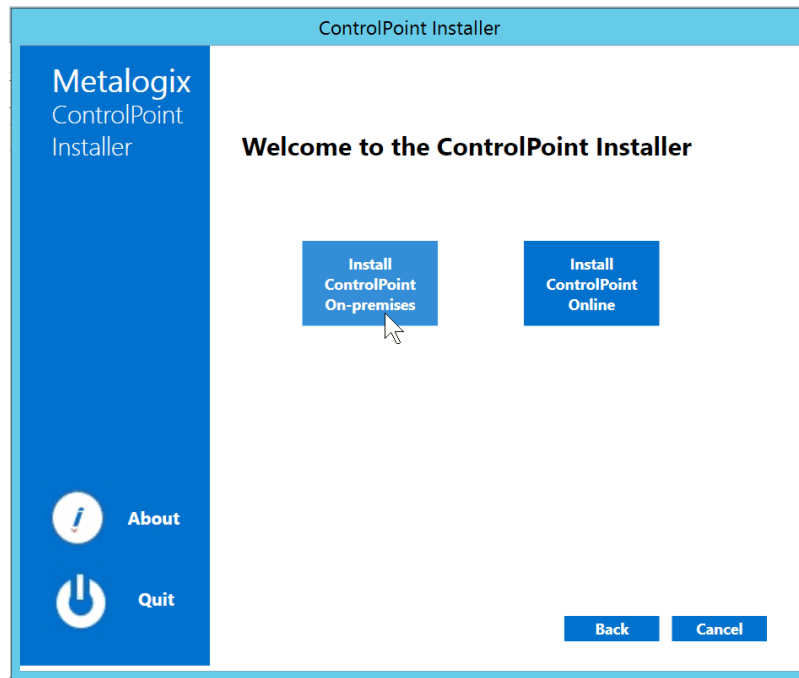 ControlPoint Installer
Metalogix
ControlPoint
Installer
Welcome to the ControlPoint Installer
Install
ControlPoint
On-premises
Install
ControlPoint
Online
About
Quit
Back
Cancel